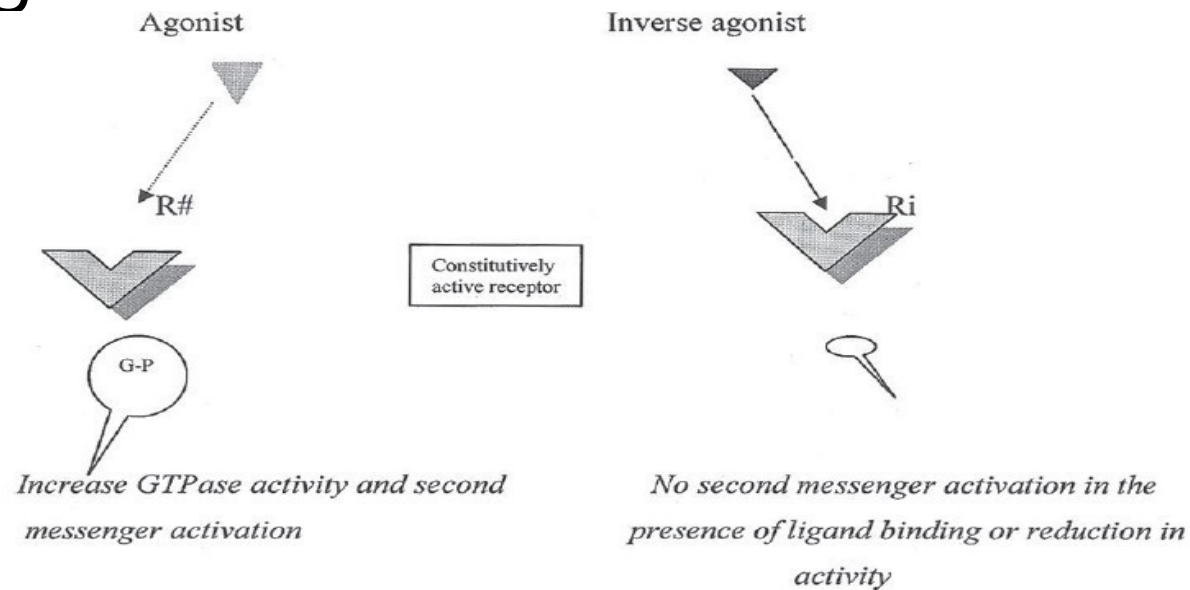 Agonist
Inverse agonist
R#
Ri
Constitutively
active receptor
G-P
Increase GTPase activity and second
messenger activation
No second messenger activation in the
presence of ligand binding or reduction in
activity